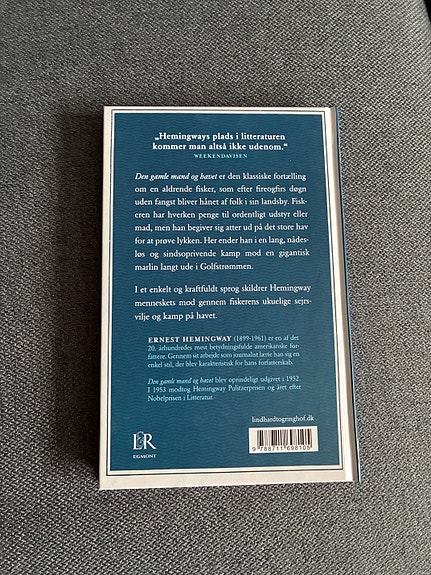 „Hemingways plads i litteraturen
kommer man altså ikke udenom.“
WEEKENDAVISEN
Den gamle mand og havet er den klassiske fortælling
om en aldrende fisker, som efter fireogfirs døgn
uden fangst bliver hånet af folk i sin landsby. Fisk-
eren har hverken penge til ordentligt udstyr eller
mad, men han begiver sig atter ud på det store hav
for at prøve lykken. Her ender han i en lang, nådes-
løs og sindsoprivende kamp mod en gigantisk
marlin langt ude i Golfstrømmen.
I et enkelt og kraftfuldt sprog skildrer Hemingway
menneskets mod gennem fiskerens ukuelige sejrs-
vilje og kamp på havet.
ERNEST HEMINGWAY (1899-1961) er en af det
20. århundredes mest betydningsfulde amerikanske for-
fattere. Gennem sit arbejde som journalist lærte han sig en
enkel stil, der blev karakteristisk for hans forfatterskab.
Den gamle mand og havet blev oprindeligt udgivet i 1952.
I 1953 modtog Hemingway Pulitzerprisen og året efter
Nobelprisen i Litteratur.
lindhardtogringhof.dk
L&R
EGMONT
9 788711 698105